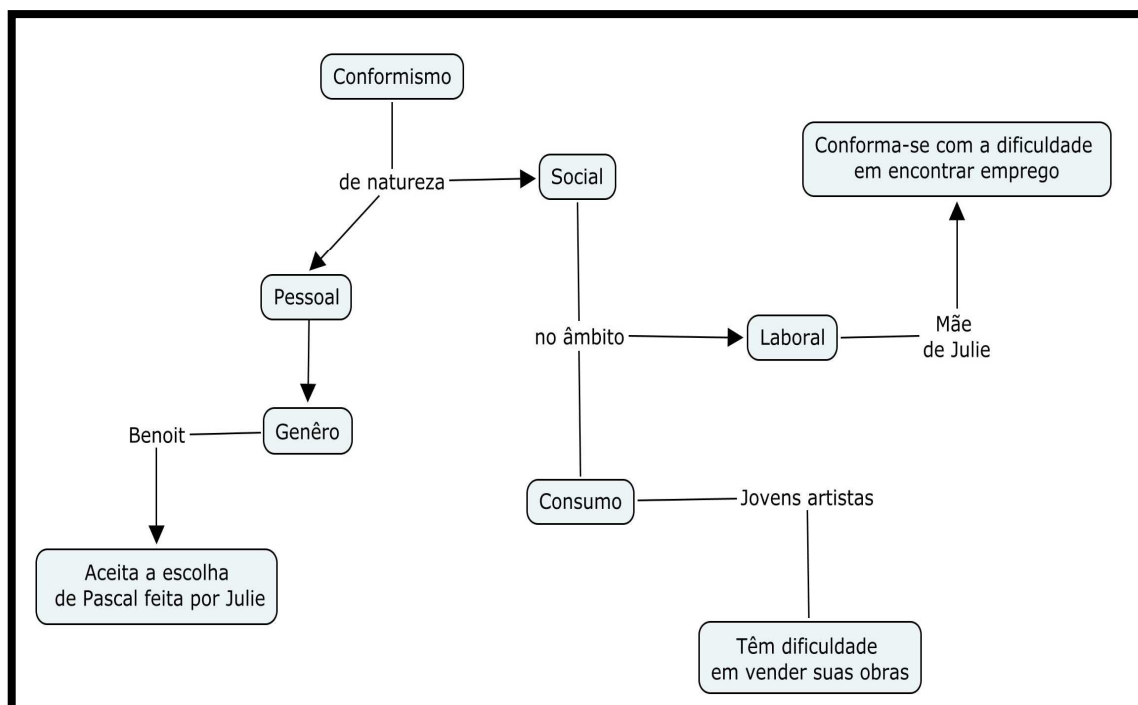 Conformismo
de natureza
Social
Conforma-se com a dificuldade
em encontrar emprego
Pessoal
no âmbito
Laboral
Mãe
de Julie
Benoit
Genêro
Consumo
Jovens artistas
Aceita a escolha
de Pascal feita por Julie
Têm dificuldade
em vender suas obras